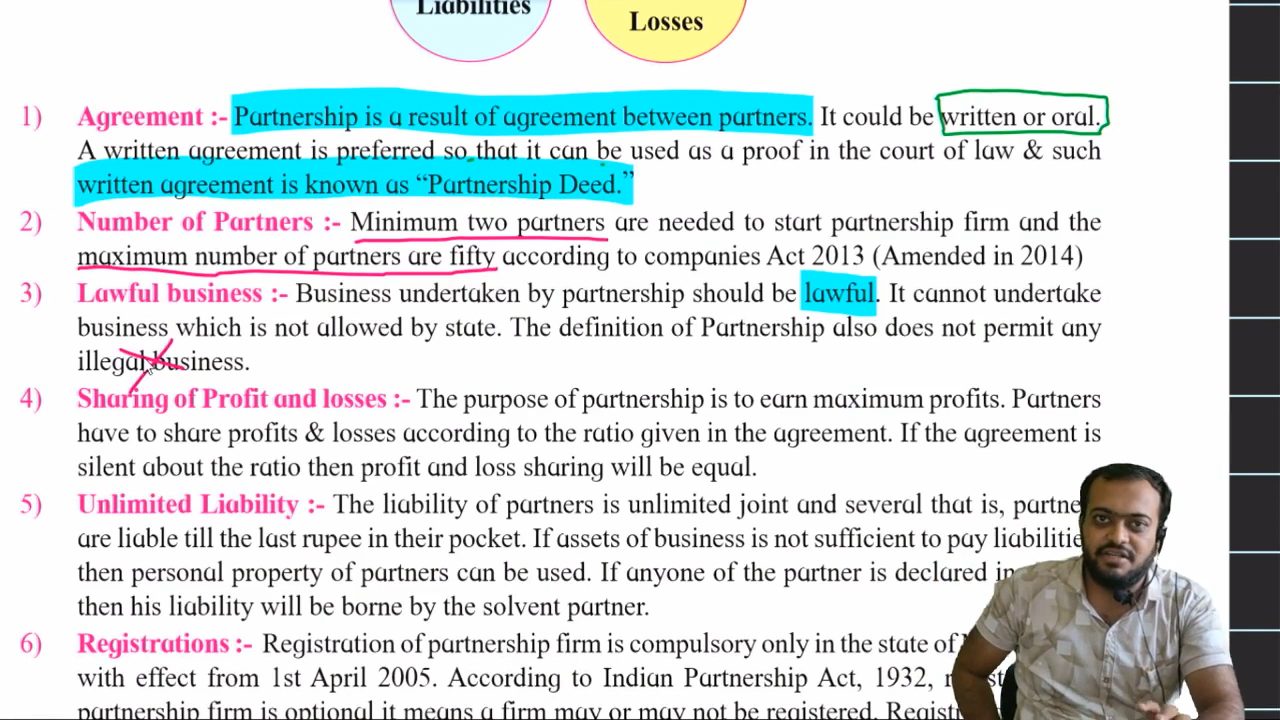 Liabilities
Losses
1) Agreement :- Partnership is a result of agreement between partners. It could be written or oral.
A written agreement is preferred so that it can be used as a proof in the court of law & such
written agreement is known as “Partnership Deed.”
2) Number of Partners :- Minimum two partners are needed to start partnership firm and the
maximum number of partners are fifty according to companies Act 2013 (Amended in 2014)
3) Lawful business :- Business undertaken by partnership should be lawful. It cannot undertake
business which is not allowed by state. The definition of Partnership also does not permit any
illegal business.
4) Sharing of Profit and losses :- The purpose of partnership is to earn maximum profits. Partners
have to share profits & losses according to the ratio given in the agreement. If the agreement is
silent about the ratio then profit and loss sharing will be equal.
5) Unlimited Liability :- The liability of partners is unlimited joint and several that is,
are liable till the last rupee in their pocket. If assets of business is not sufficient to pay
then personal property of partners can be used. If anyone of the partner is declared
then his liability will be borne by the solvent partner.
6) Registrations :- Registration of partnership firm is compulsory only in the state of
with effect from 1st April 2005. According to Indian Partnership Act, 1932,
partnership firm is optional it means a firm may or may not be registered.